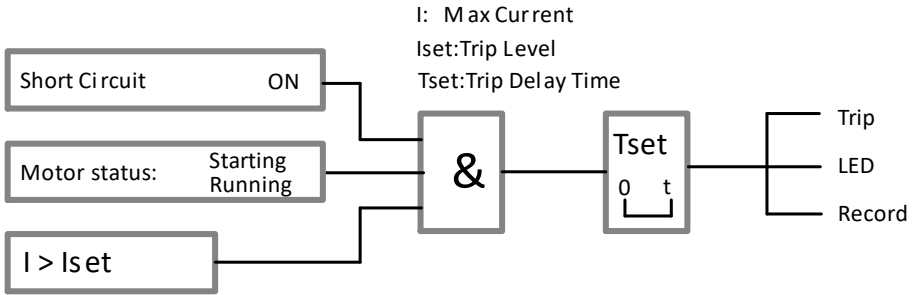 I: Max Current
Iset:Trip Level
Tset:Trip Delay Time
Short Circuit ON
Motor status: Starting
Running
I > Iset
&
Tset
0 t
Trip
LED
Record